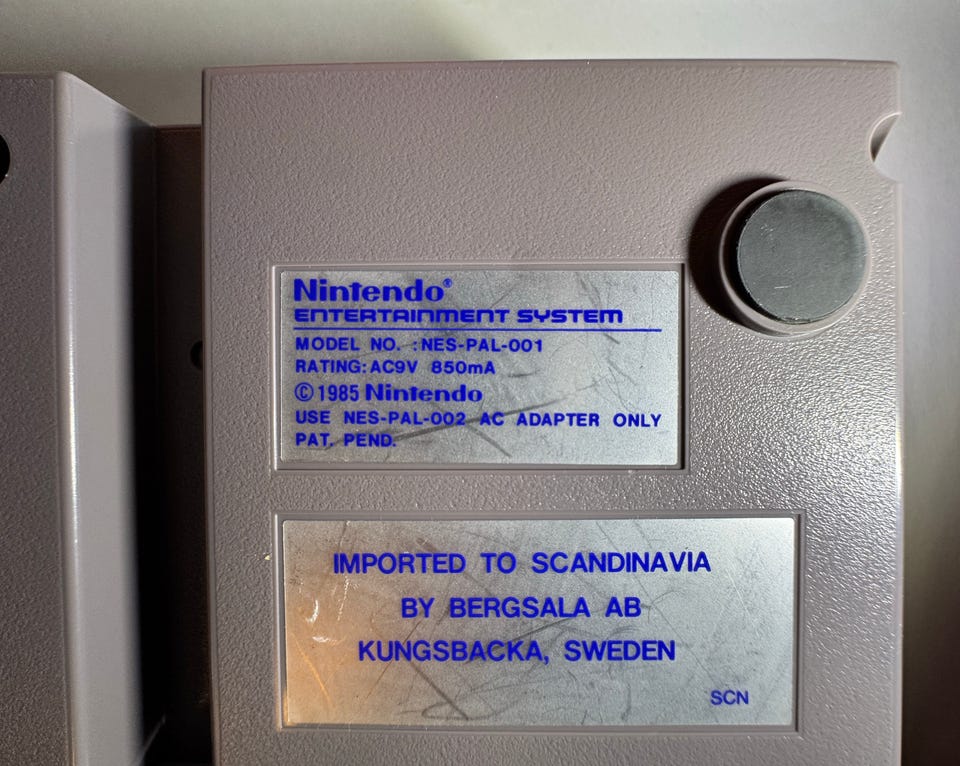 Nintendo®
ENTERTAINMENT SYSTEM
MODEL NO. :NES-PAL-001
RATING:AC9V 850mA
©1985 Nintendo
USE NES-PAL-002 AC ADAPTER ONLY
PAT. PEND.
IMPORTED TO SCANDINAVIA
BY BERGSALA AB
KUNGSBACKA, SWEDEN
SCN